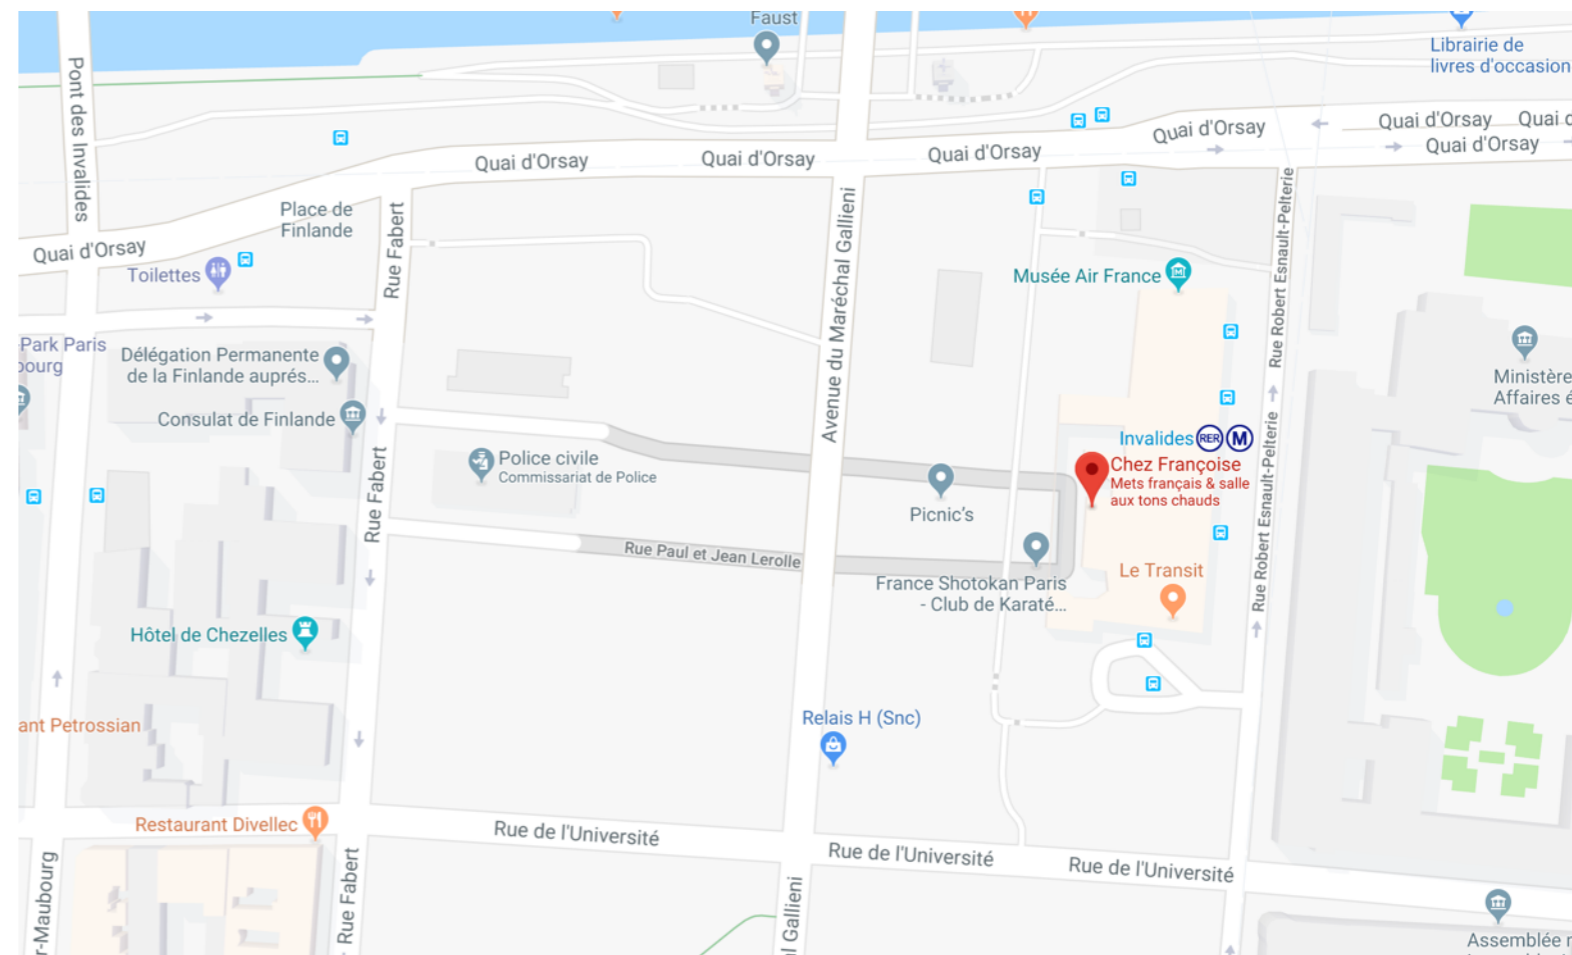 Faust
Librairie de
livres d'occasion
Pont des Invalides
Quai d'Orsay
Quai d'Orsay
Quai d'Orsay
Quai d'Orsay
Quai d'Orsay
Quai d'Orsay
Quai d'Orsay
Place de
Finlande
Toilettes
Rue Fabert
Avenue du Maréchal Gallieni
Musée Air France
Rue Robert Esnault-Pelterie
Park Paris
bourg
Délégation Permanente
de la Finlande auprés...
Consulat de Finlande
Ministère
Affaires é
Invalides RER M
Chez Françoise
Mets français & salle
aux tons chauds
Police civile
Commissariat de Police
Rue Fabert
Picnic's
Rue Robert Esnault-Pelterie
Rue Paul et Jean Lerolle
France Shotokan Paris
- Club de Karaté...
Le Transit
Hôtel de Chezelles
ant Petrossian
Relais H (Snc)
Restaurant Divellec
Rue de l'Université
Rue de l'Université
Rue de l'Université
r-Maubourg
Rue Fabert
l Gallieni
Assemblée